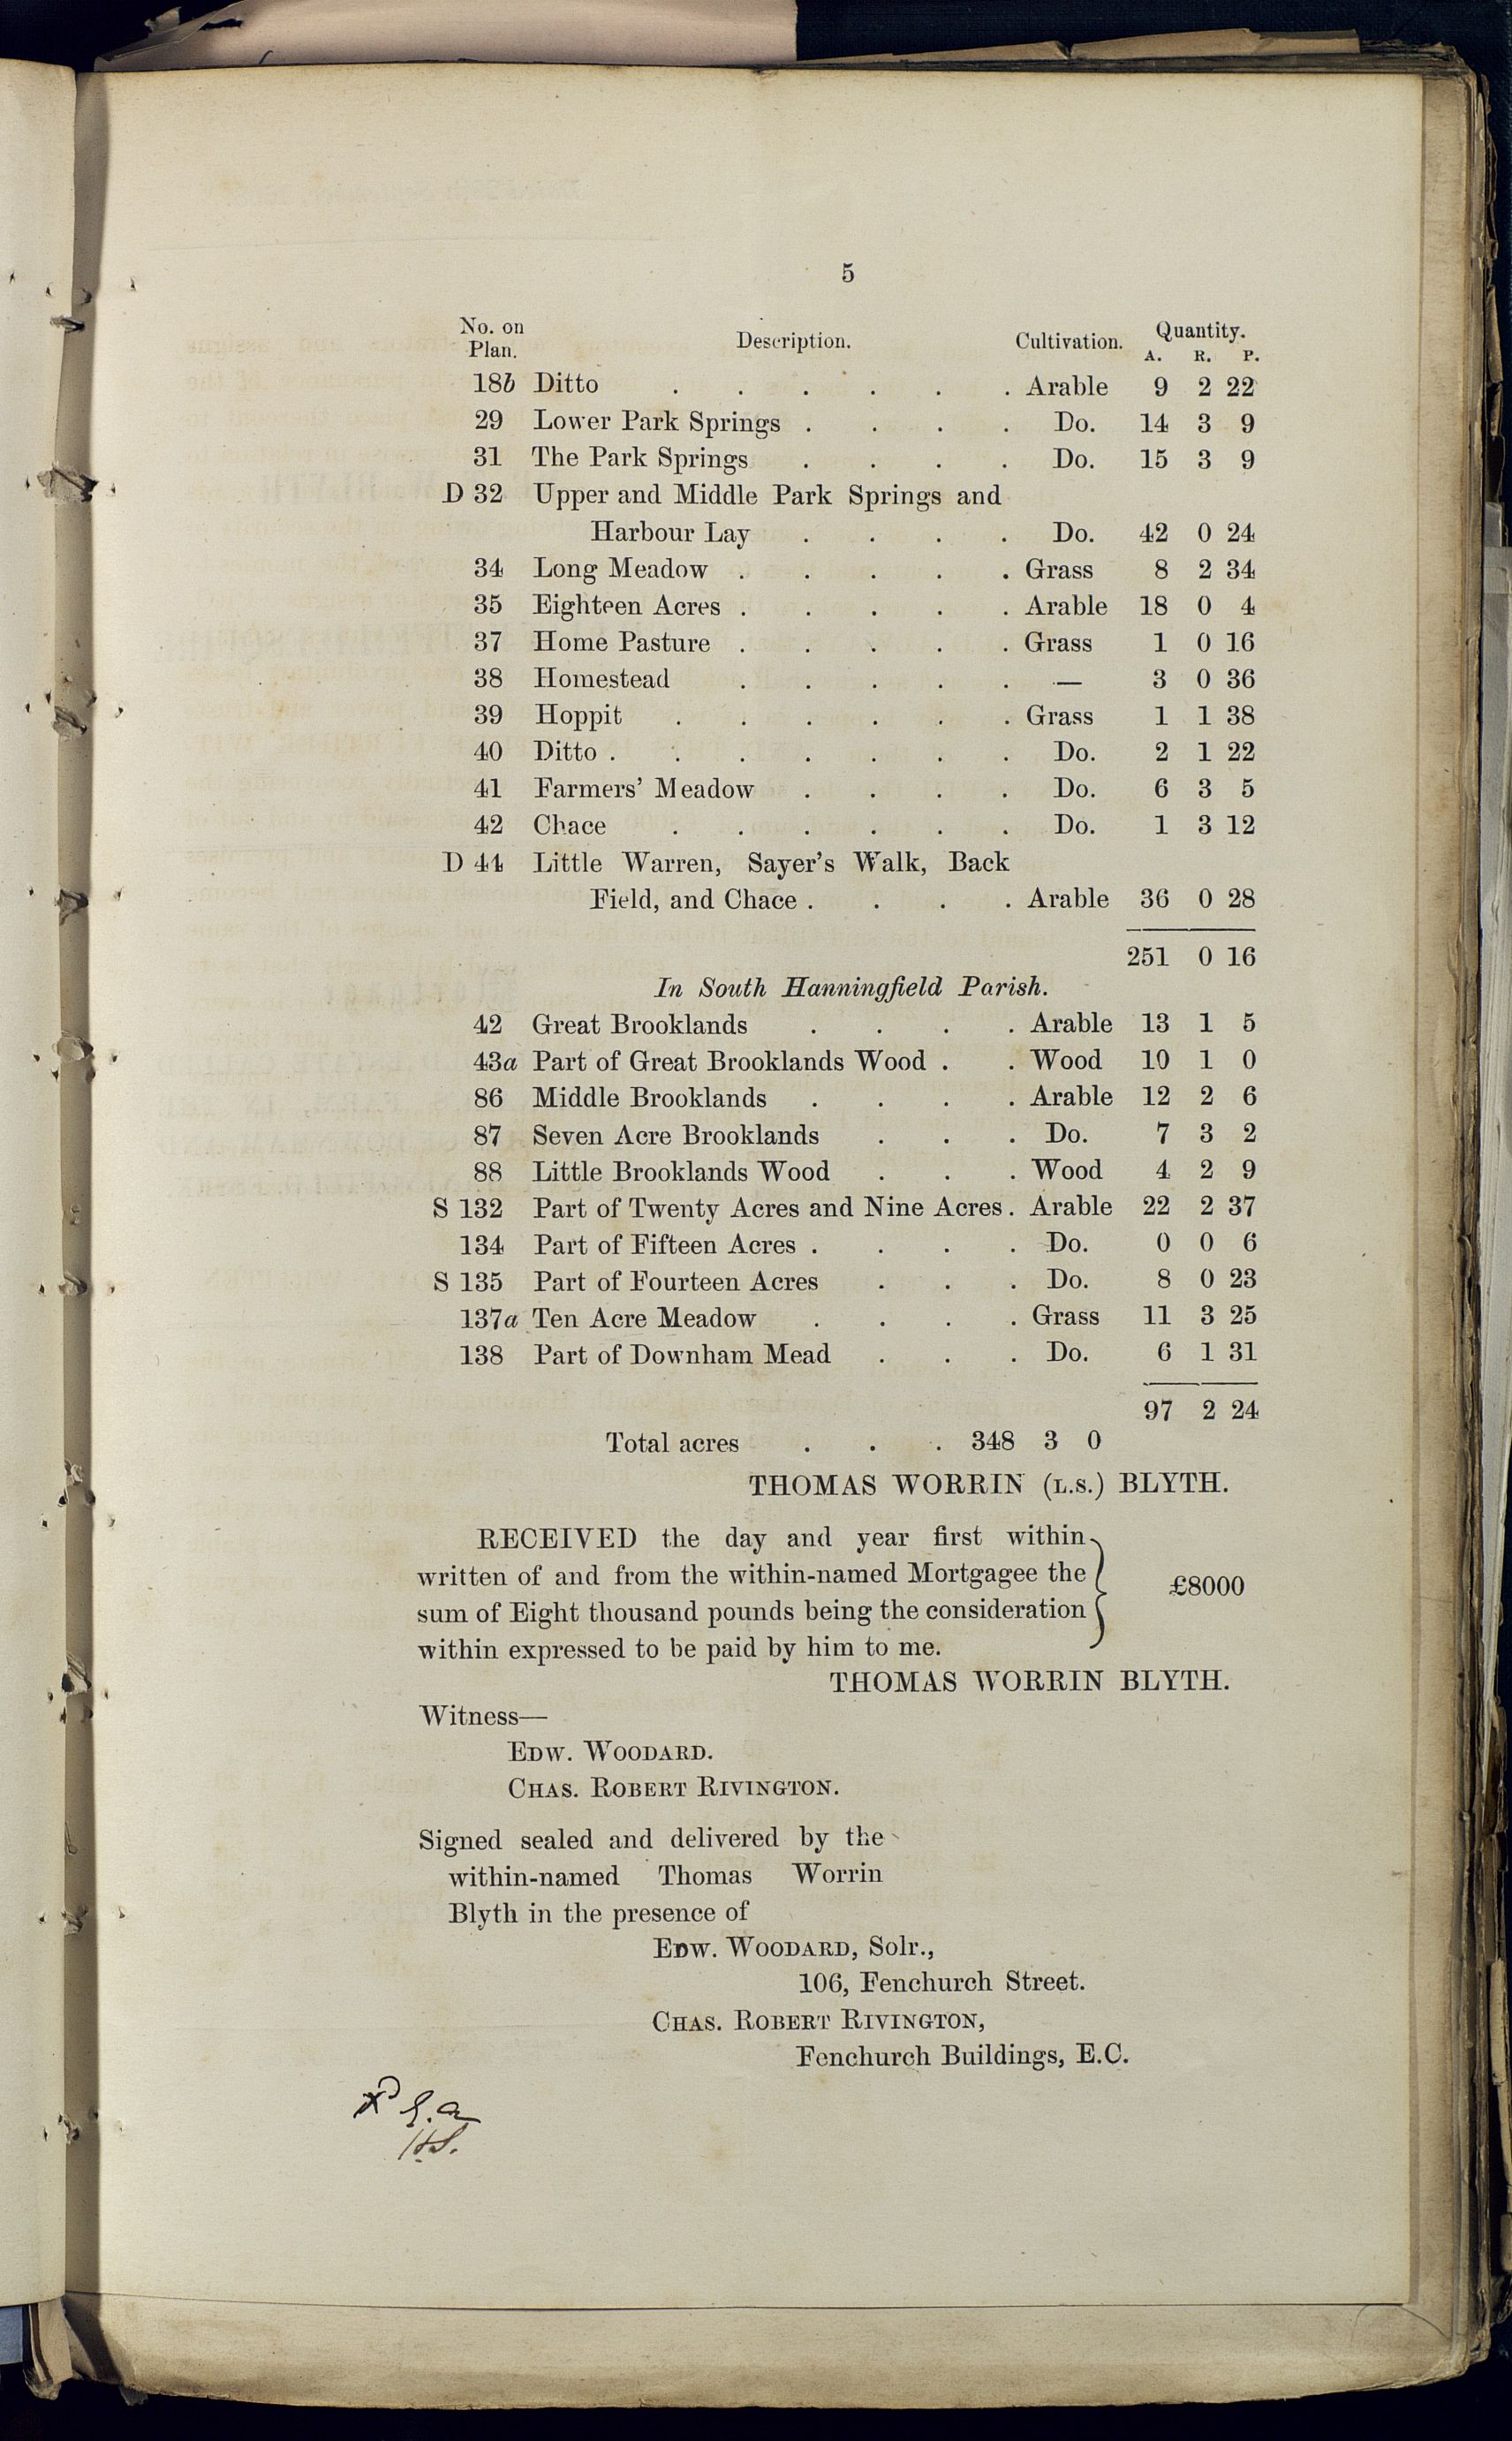 5
No. on Plan. Description. Cultivation. Quantity.
A. R. P.
18b Ditto . . . . . . Arable 9 2 22
29 Lower Park Springs . . . . Do. 14 3 9
31 The Park Springs . . . . Do. 15 3 9
D 32 Upper and Middle Park Springs and
Harbour Lay . . . . Do. 42 0 24
34 Long Meadow . . . . . Grass 8 2 34
35 Eighteen Acres . . . . . Arable 18 0 4
37 Home Pasture . . . . . Grass 1 0 16
38 Homestead . . . . . — 3 0 36
39 Hoppit . . . . . . Grass 1 1 38
40 Ditto . . . . . . . Do. 2 1 22
41 Farmers' Meadow . . . . Do. 6 3 5
42 Chace . . . . . . Do. 1 3 12
D 44 Little Warren, Sayer's Walk, Back
Field, and Chace . . . . Arable 36 0 28
251 0 16
In South Hanningfield Parish.
42 Great Brooklands . . . . Arable 13 1 5
43a Part of Great Brooklands Wood . . Wood 10 1 0
86 Middle Brooklands . . . . Arable 12 2 6
87 Seven Acre Brooklands . . . Do. 7 3 2
88 Little Brooklands Wood . . . Wood 4 2 9
S 132 Part of Twenty Acres and Nine Acres . Arable 22 2 37
134 Part of Fifteen Acres . . . . Do. 0 0 6
S 135 Part of Fourteen Acres . . . Do. 8 0 23
137a Ten Acre Meadow . . . . Grass 11 3 25
138 Part of Downham Mead . . . Do. 6 1 31
97 2 24
Total acres . . . 348 3 0
THOMAS WORRIN (L.S.) BLYTH.
RECEIVED the day and year first within
written of and from the within-named Mortgagee the
sum of Eight thousand pounds being the consideration £8000
within expressed to be paid by him to me.
THOMAS WORRIN BLYTH.
Witness—
EDW. WOODARD.
CHAS. ROBERT RIVINGTON.
Signed sealed and delivered by the
within-named Thomas Worrin
Blyth in the presence of
EDW. WOODARD, Solr.,
106, Fenchurch Street.
CHAS. ROBERT RIVINGTON,
Fenchurch Buildings, E.C.